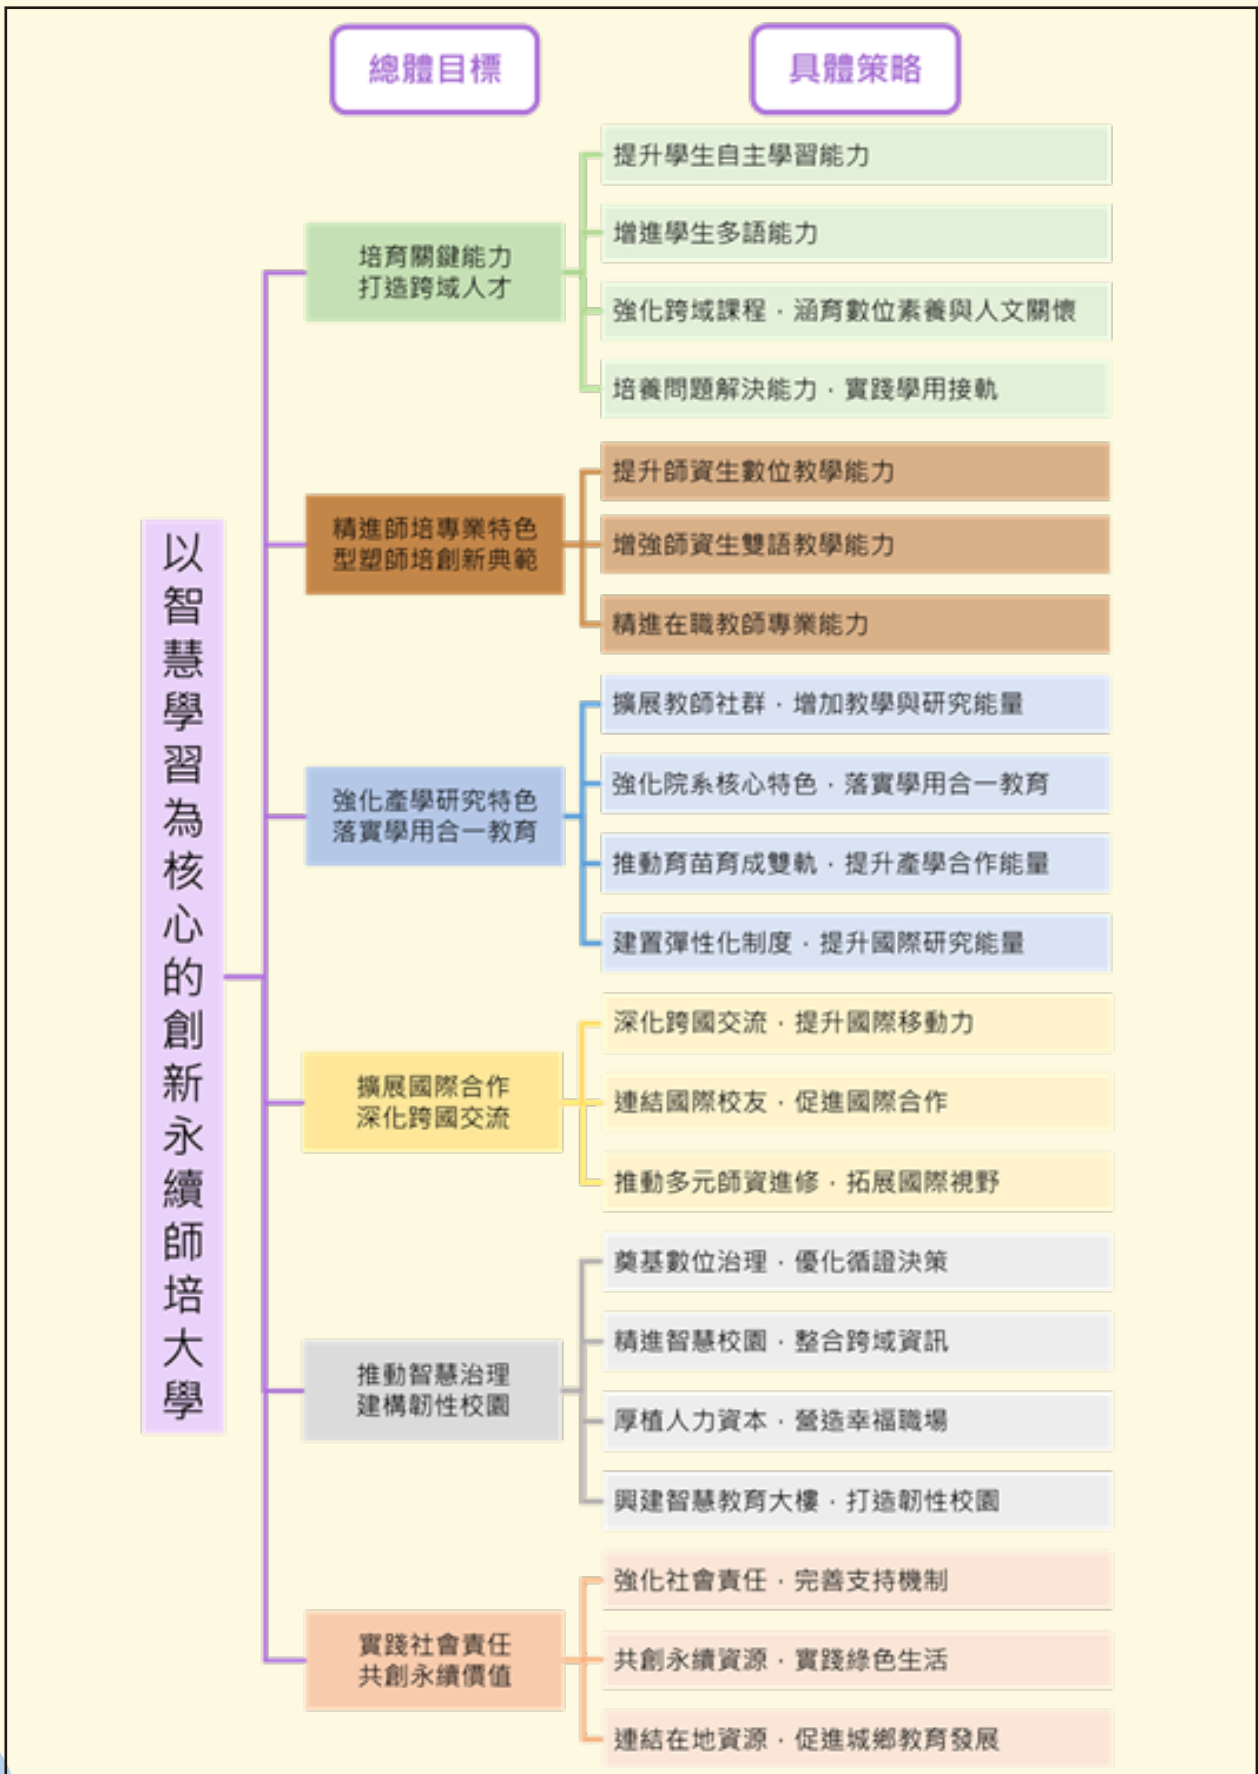 總體目標
具體策略
以智慧學習為核心的創新永續師培大學
培育關鍵能力
打造跨域人才
提升學生自主學習能力
增進學生多語能力
強化跨域課程，涵育數位素養與人文關懷
培養問題解決能力，實踐學用接軌
精進師培專業特色
型塑師培創新典範
提升師資生數位教學能力
增強師資生雙語教學能力
精進在職教師專業能力
強化產學研究特色
落實學用合一教育
擴展教師社群，增加教學與研究能量
強化院系核心特色，落實學用合一教育
推動育苗育成雙軌，提升產學合作能量
建置彈性化制度，提升國際研究能量
擴展國際合作
深化跨國交流
深化跨國交流，提升國際移動力
連結國際校友，促進國際合作
推動多元師資進修，拓展國際視野
推動智慧治理
建構韌性校園
奠基數位治理，優化循證決策
精進智慧校園，整合跨域資訊
厚植人力資本，營造幸福職場
興建智慧教育大樓，打造韌性校園
實踐社會責任
共創永續價值
強化社會責任，完善支持機制
共創永續資源，實踐綠色生活
連結在地資源，促進城鄉教育發展